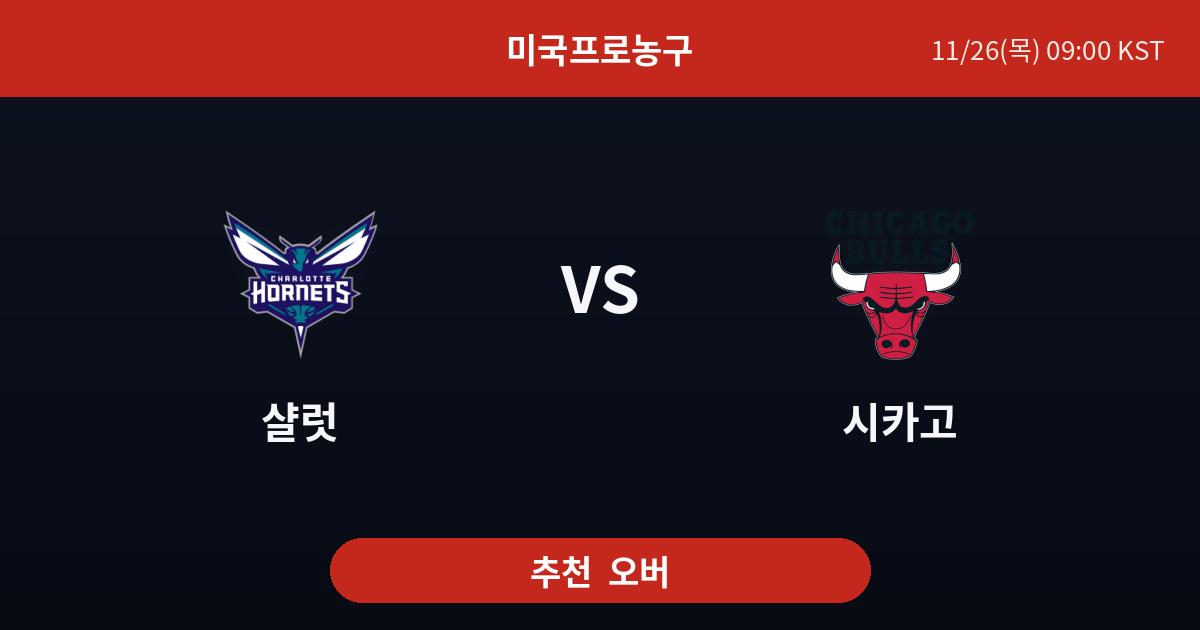 미국프로농구
11/26(목) 09:00 KST
CHICAGO
BULLS
CHARLOTTE
HORNETS
VS
샬럿
시카고
추천 오버